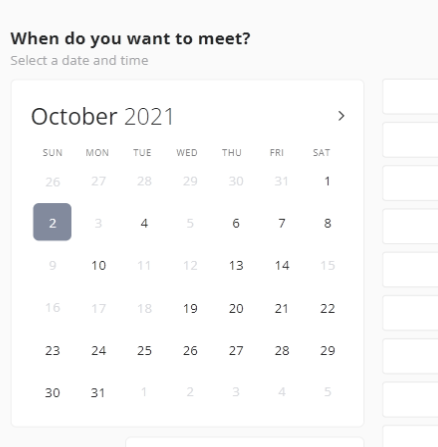 When do you want to meet?
Select a date and time
October 2021
SUN MON TUE WED THU FRI SAT
26 27 28 29 30 31 1
2 3 4 5 6 7 8
9 10 11 12 13 14 15
16 17 18 19 20 21 22
23 24 25 26 27 28 29
30 31 1 2 3 4 5